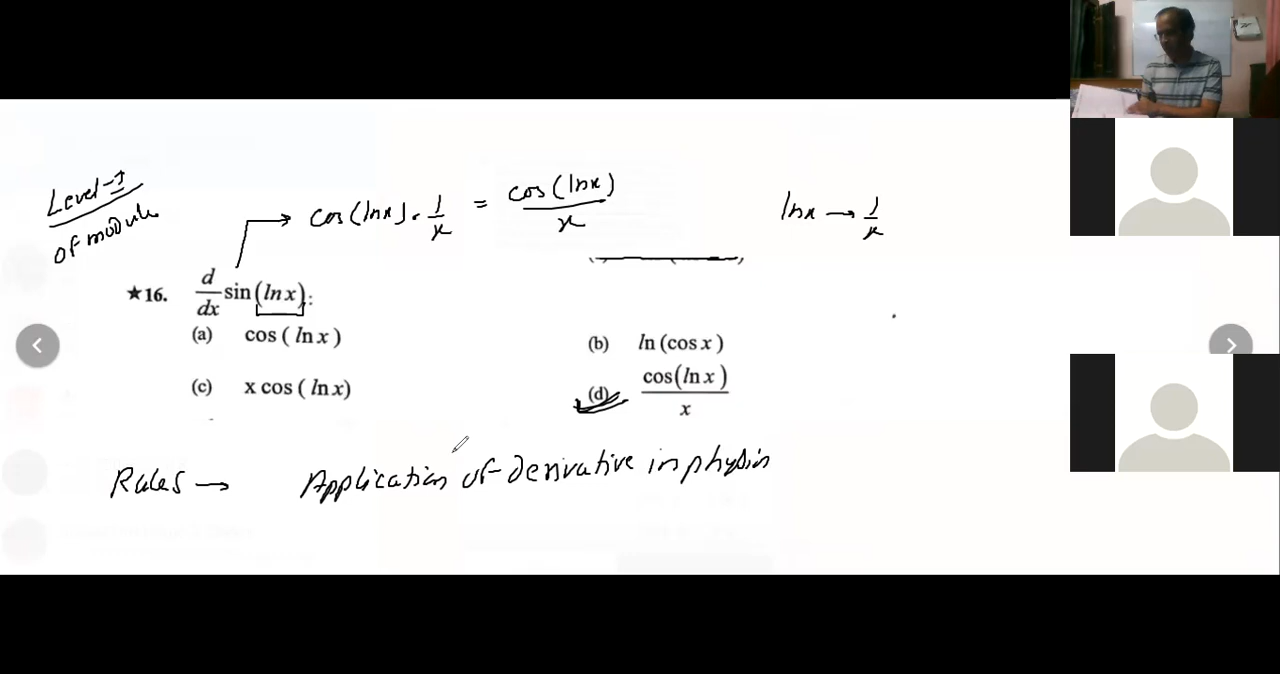 Level-1
of module
cos(lnx) . 1/x = cos(lnx)/x
lnx → 1/x
★16. d/dx sin(ln x):
(a) cos ( ln x )
(b) ln (cos x )
(c) x cos ( ln x)
(d) cos(ln x )/x
Rules → Application of derivative in physics